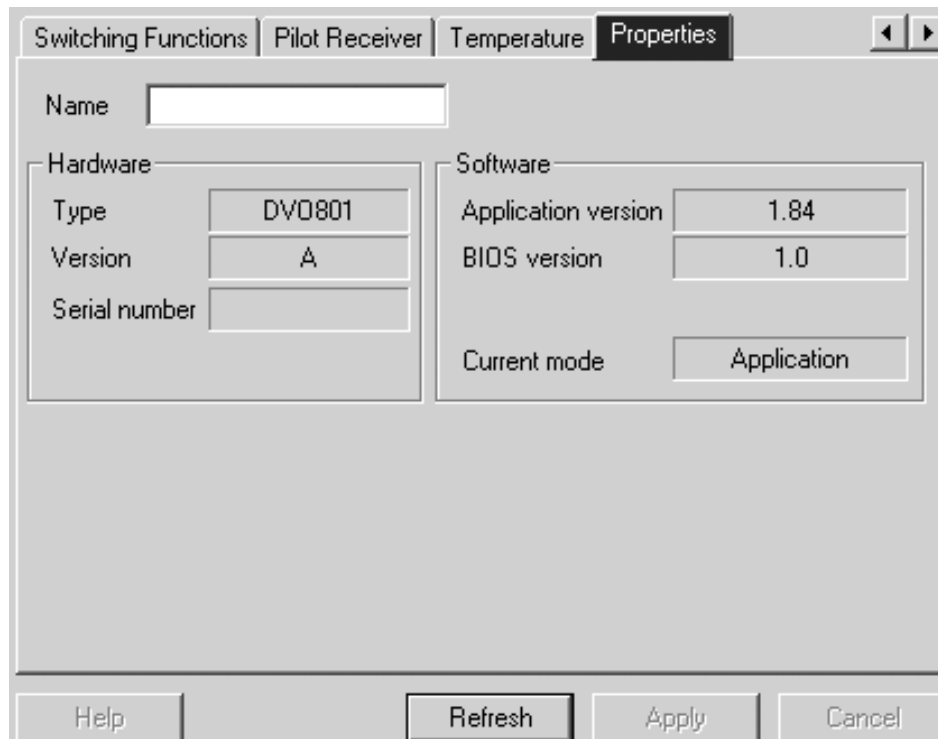 Switching Functions Pilot Receiver Temperature Properties
Name
Hardware
Type DVO801
Version A
Serial number
Software
Application version 1.84
BIOS version 1.0
Current mode Application
Help Refresh Apply Cancel